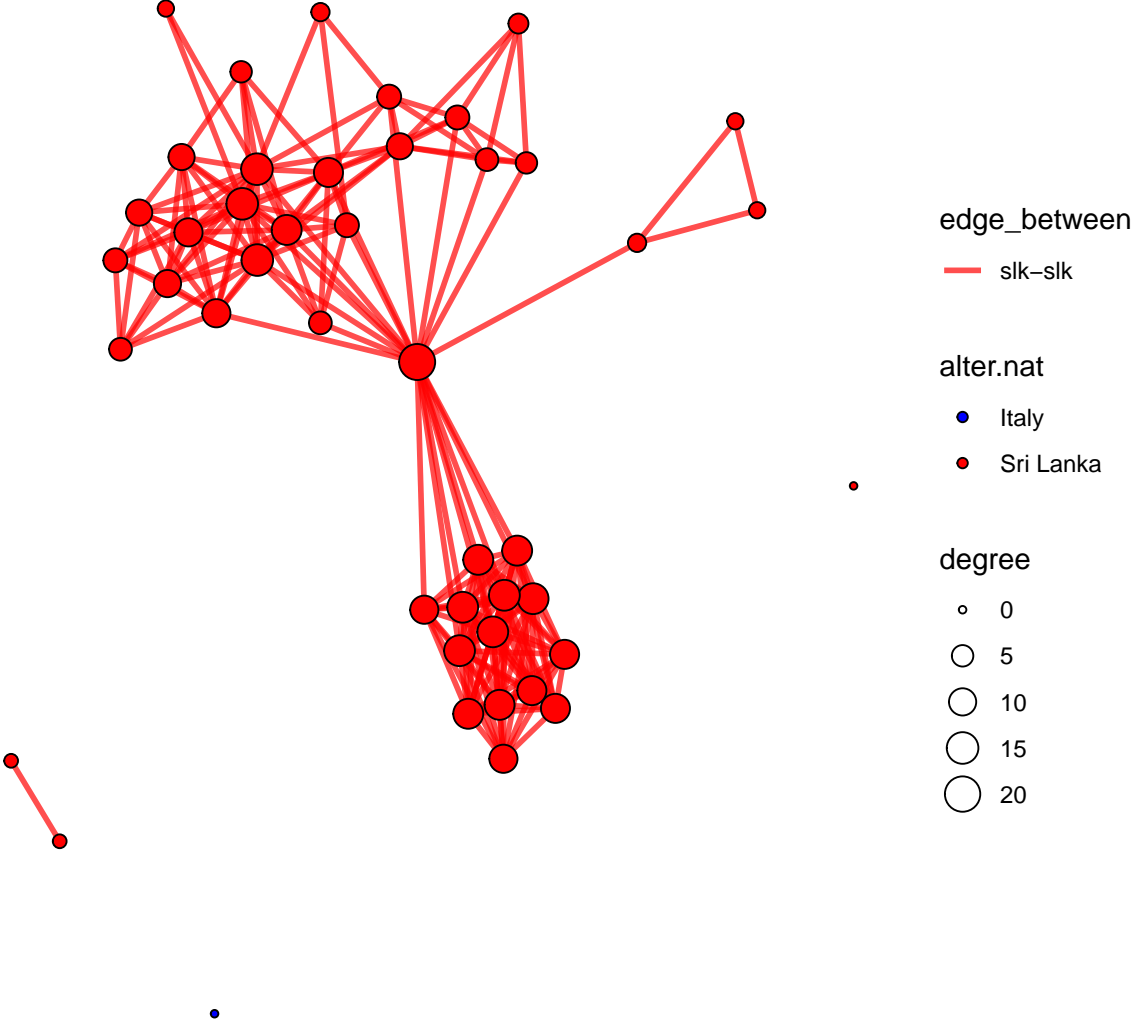 edge_between
slk−slk
alter.nat
Italy
Sri Lanka
degree
0
5
10
15
20